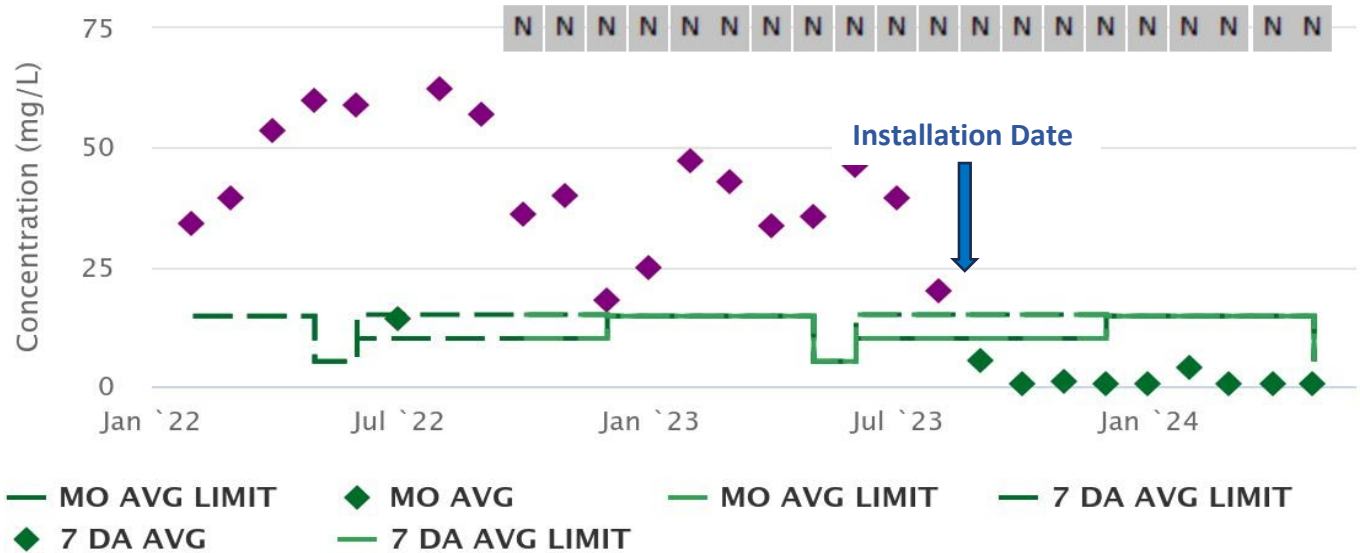 75
N N N N N N N N N N N N N N N N N N N N
Concentration (mg/L)
50
Installation Date
25
0
Jan `22
Jul `22
Jan `23
Jul `23
Jan `24
MO AVG LIMIT
MO AVG
MO AVG LIMIT
7 DA AVG LIMIT
7 DA AVG
7 DA AVG LIMIT